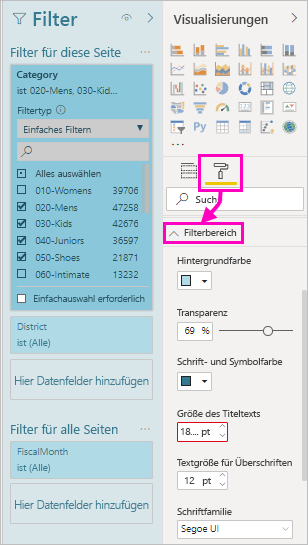 Filter
Filter für diese Seite
...
Category
ist 020-Mens, 030-Kid...
Filtertyp
Einfaches Filtern
Alles auswählen
010-Womens 39706
020-Mens 47258
030-Kids 42676
040-Juniors 36597
050-Shoes 21871
060-Intimate 13232
Einfachauswahl erforderlich
District
ist (Alle)
Hier Datenfelder hinzufügen
Filter für alle Seiten
...
FiscalMonth
ist (Alle)
Hier Datenfelder hinzufügen
Visualisierungen
R
Py
...
Such
Filterbereich
Hintergrundfarbe
Transparenz
69 %
Schrift- und Symbolfarbe
Größe des Titeltexts
18.... pt
Textgröße für Überschriften
12 pt
Schriftfamilie
Segoe UI